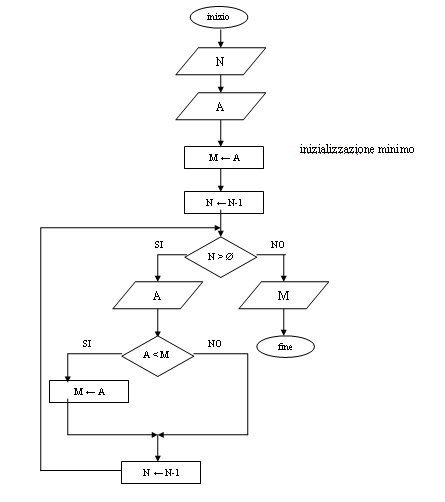 inizio
N
A
M ← A
inizializzazione minimo
N ← N-1
N > Ø
SI
NO
A
M
A < M
fine
SI
NO
M ← A
N ← N-1